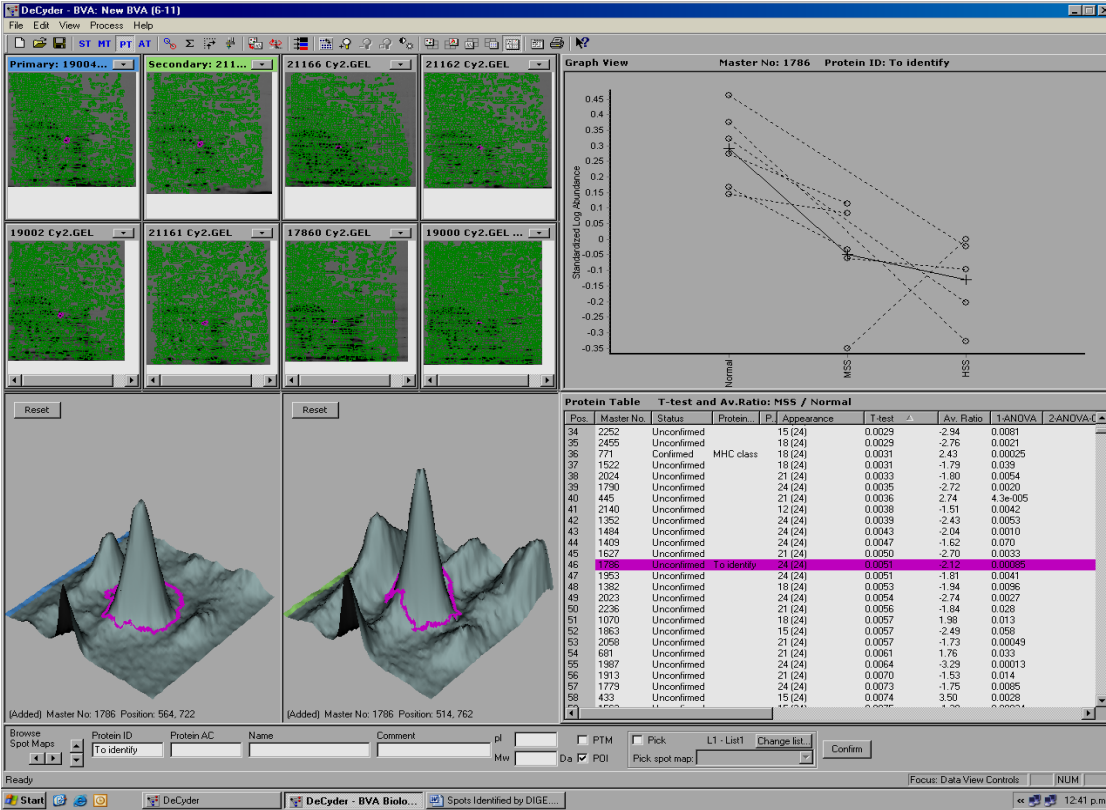 DeCyder - BVA: New BVA (6-11)
File Edit View Process Help
ST MT PT AT
Primary: 19004...
Secondary: 211...
21166 Cy2.GEL
21162 Cy2.GEL
19002 Cy2.GEL
21161 Cy2.GEL
17860 Cy2.GEL
19000 Cy2.GEL ...
Graph View Master No: 1786 Protein ID: To identify
Standardized Log Abundance
0.45
0.4
0.35
0.3
0.25
0.2
0.15
0.1
0.05
0
-0.05
-0.1
-0.15
-0.2
-0.25
-0.3
-0.35
Normal
MSS
HSS
Reset
(Added) Master No: 1786 Position: 564, 722
Reset
(Added) Master No: 1786 Position: 514, 762
Protein Table T-test and Av.Ratio: MSS / Normal
Pos. Master No. Status Protein... P.. Appearance T-test Av. Ratio 1-ANOVA 2-ANOVA-C
34 2252 Unconfirmed 15 (24) 0.0029 -2.94 0.0081
35 2455 Unconfirmed 18 (24) 0.0029 -2.76 0.0021
36 771 Confirmed MHC class 18 (24) 0.0031 2.43 0.00025
37 1522 Unconfirmed 18 (24) 0.0031 -1.79 0.039
38 2024 Unconfirmed 21 (24) 0.0033 -1.80 0.0054
39 1790 Unconfirmed 24 (24) 0.0035 -2.72 0.0020
40 445 Unconfirmed 21 (24) 0.0036 2.74 4.3e-005
41 2140 Unconfirmed 12 (24) 0.0038 -1.51 0.0042
42 1352 Unconfirmed 24 (24) 0.0039 -2.43 0.0053
43 1484 Unconfirmed 24 (24) 0.0043 -2.04 0.0010
44 1409 Unconfirmed 24 (24) 0.0047 -1.62 0.070
45 1627 Unconfirmed 21 (24) 0.0050 -2.70 0.0033
46 1786 Unconfirmed To identify 24 (24) 0.0051 -2.12 0.00085
47 1953 Unconfirmed 24 (24) 0.0051 -1.81 0.0041
48 1382 Unconfirmed 18 (24) 0.0053 -1.94 0.0096
49 2023 Unconfirmed 24 (24) 0.0054 -2.74 0.0027
50 2236 Unconfirmed 21 (24) 0.0056 -1.84 0.028
51 1070 Unconfirmed 18 (24) 0.0057 1.98 0.013
52 1863 Unconfirmed 15 (24) 0.0057 -2.49 0.058
53 2058 Unconfirmed 21 (24) 0.0057 -1.73 0.00049
54 681 Unconfirmed 21 (24) 0.0061 1.76 0.033
55 1987 Unconfirmed 24 (24) 0.0064 -3.29 0.00013
56 1913 Unconfirmed 21 (24) 0.0070 -1.53 0.014
57 1779 Unconfirmed 24 (24) 0.0073 -1.75 0.0085
58 433 Unconfirmed 15 (24) 0.0074 3.50 0.0028
Browse Spot Maps
Protein ID To identify
Protein AC
Name
Comment
pI
Mw Da
PTM
POI
Pick L1 - List1 Change list...
Pick spot map:
Confirm
Ready Focus: Data View Controls NUM
Start DeCyder DeCyder - BVA Biolo... Spots Identified by DIGE.... « 12:41 p.m